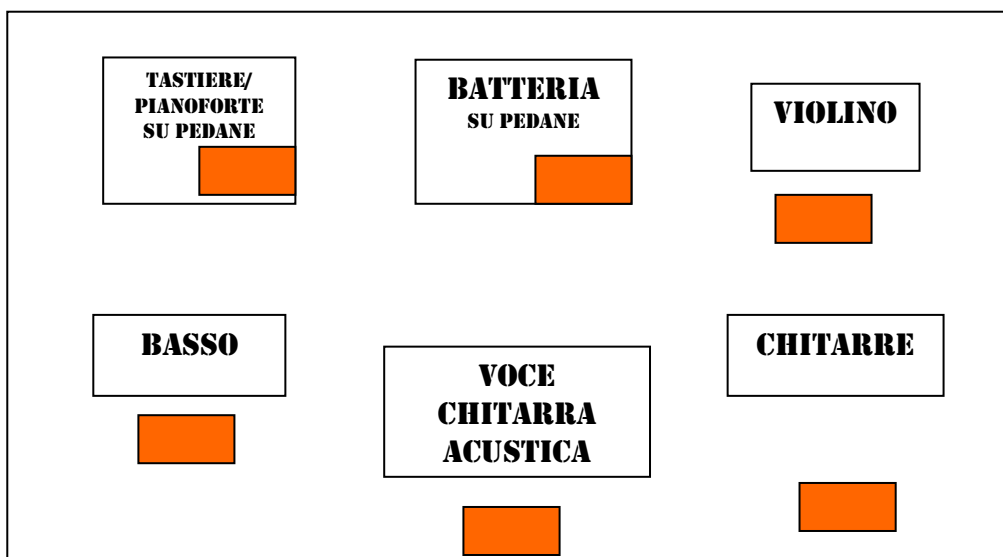 TASTIERE/
PIANOFORTE
SU PEDANE
BATTERIA
SU PEDANE
VIOLINO
BASSO
VOCE
CHITARRA
ACUSTICA
CHITARRE